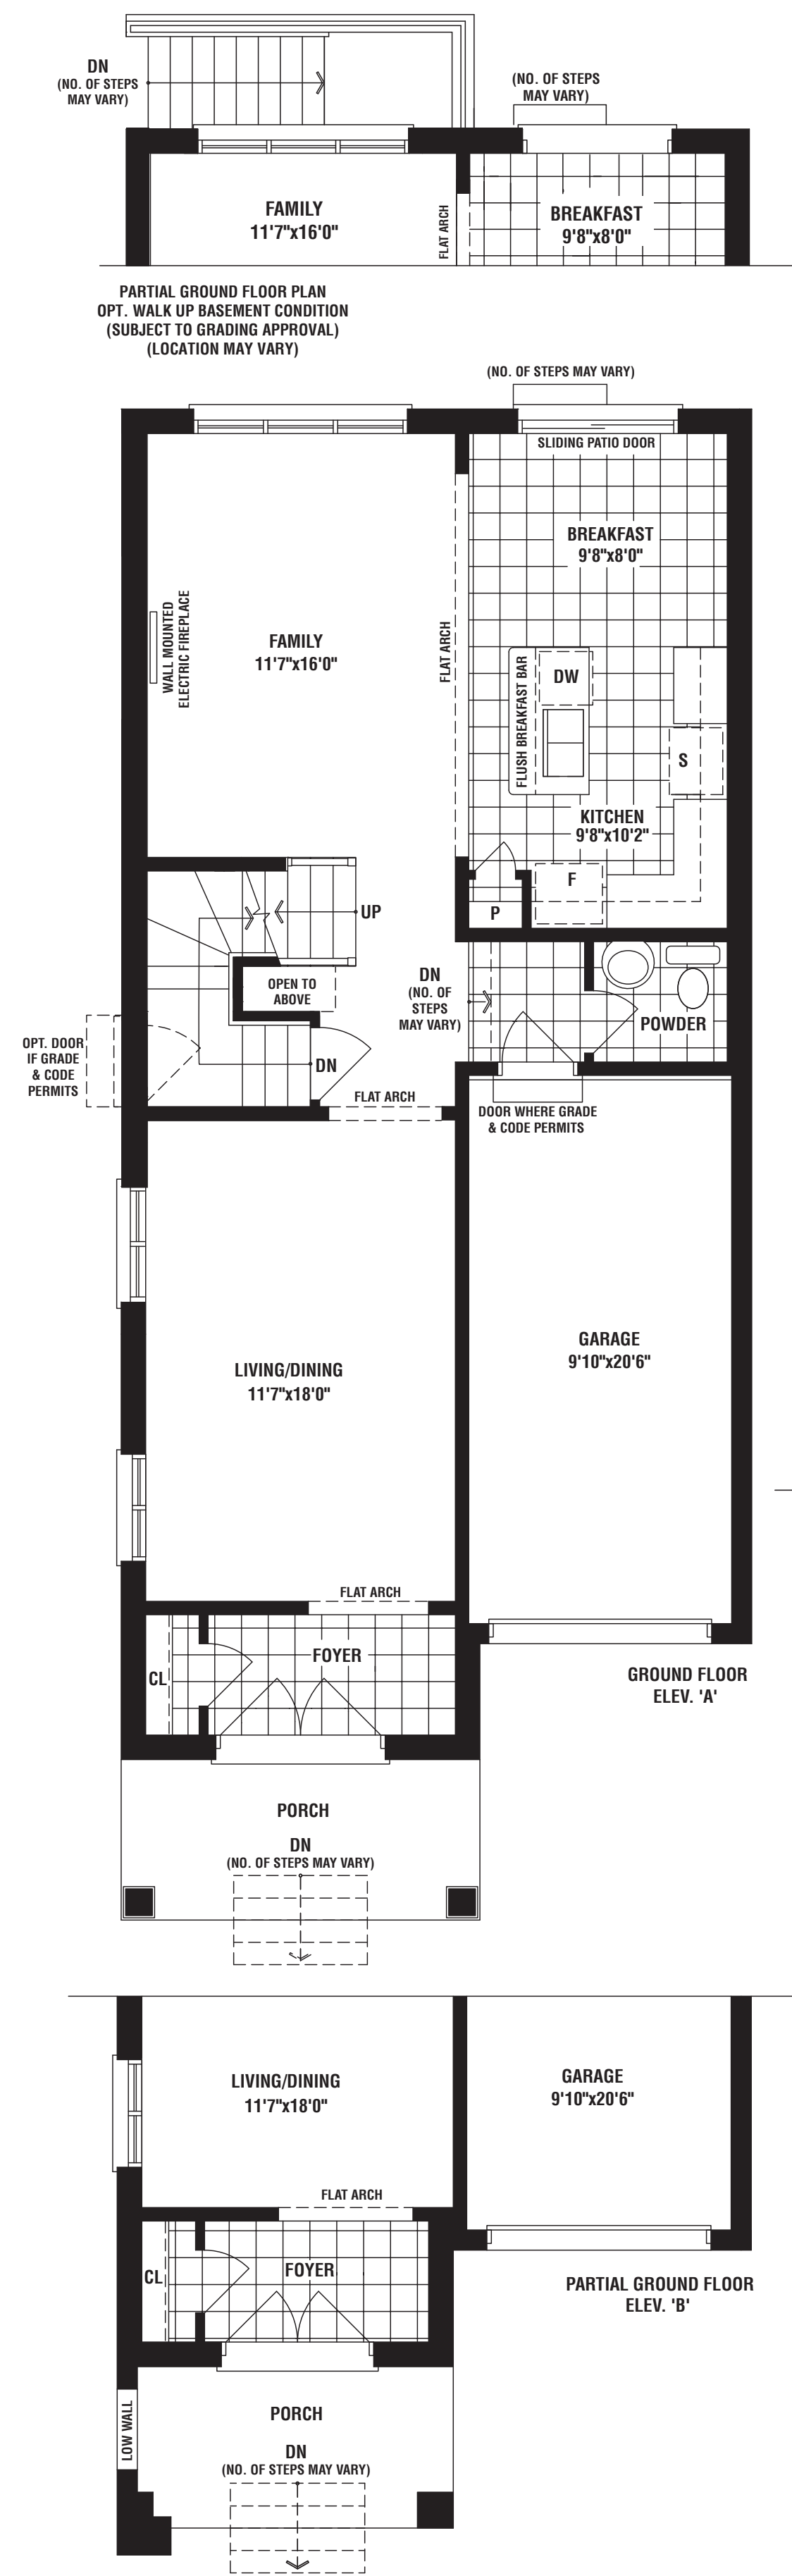 DN
(NO. OF STEPS
MAY VARY)
(NO. OF STEPS
MAY VARY)
FAMILY
11'7"x16'0"
FLAT ARCH
BREAKFAST
9'8"x8'0"
PARTIAL GROUND FLOOR PLAN
OPT. WALK UP BASEMENT CONDITION
(SUBJECT TO GRADING APPROVAL)
(LOCATION MAY VARY)
(NO. OF STEPS MAY VARY)
SLIDING PATIO DOOR
BREAKFAST
9'8"x8'0"
WALL MOUNTED
ELECTRIC FIREPLACE
FAMILY
11'7"x16'0"
FLAT ARCH
FLUSH BREAKFAST BAR
DW
S
KITCHEN
9'8"x10'2"
F
P
UP
OPEN TO
ABOVE
DN
(NO. OF
STEPS
MAY VARY)
POWDER
OPT. DOOR
IF GRADE
& CODE
PERMITS
DN
FLAT ARCH
DOOR WHERE GRADE
& CODE PERMITS
GARAGE
9'10"x20'6"
LIVING/DINING
11'7"x18'0"
FLAT ARCH
FOYER
CL
GROUND FLOOR
ELEV. 'A'
PORCH
DN
(NO. OF STEPS MAY VARY)
LIVING/DINING
11'7"x18'0"
GARAGE
9'10"x20'6"
FLAT ARCH
FOYER
CL
PARTIAL GROUND FLOOR
ELEV. 'B'
LOW WALL
PORCH
DN
(NO. OF STEPS MAY VARY)